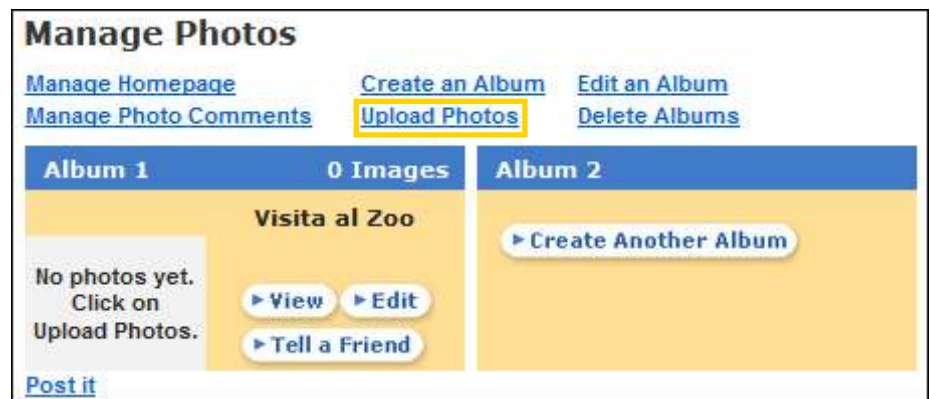 Manage Photos
Manage Homepage Create an Album Edit an Album
Manage Photo Comments Upload Photos Delete Albums
Album 1 0 Images Album 2
Visita al Zoo
Create Another Album
No photos yet.
Click on
Upload Photos.
View Edit
Tell a Friend
Post it